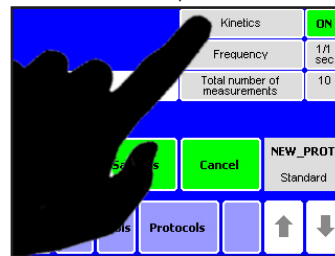 Kinetics ON
Frequency 1/1 sec
Total number of measurements 10
Cancel
NEW_PROT
Standard
Protocols